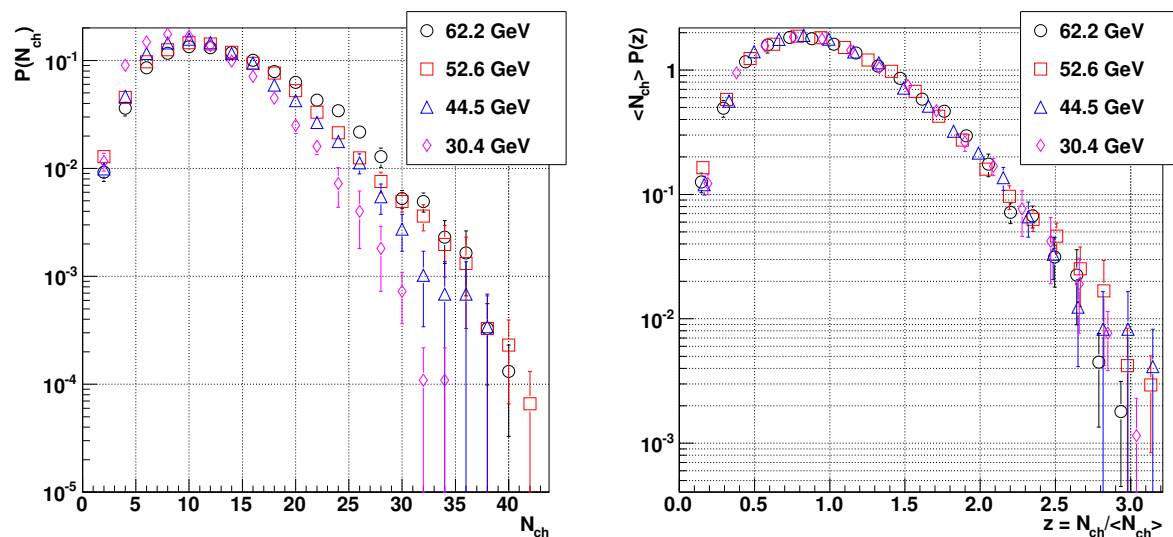 P(N_ch)
10^-1
10^-2
10^-3
10^-4
10^-5
0 5 10 15 20 25 30 35 40
N_ch
62.2 GeV
52.6 GeV
44.5 GeV
30.4 GeV
<N_ch> P(z)
1
10^-1
10^-2
10^-3
0.0 0.5 1.0 1.5 2.0 2.5 3.0
z = N_ch/<N_ch>
62.2 GeV
52.6 GeV
44.5 GeV
30.4 GeV